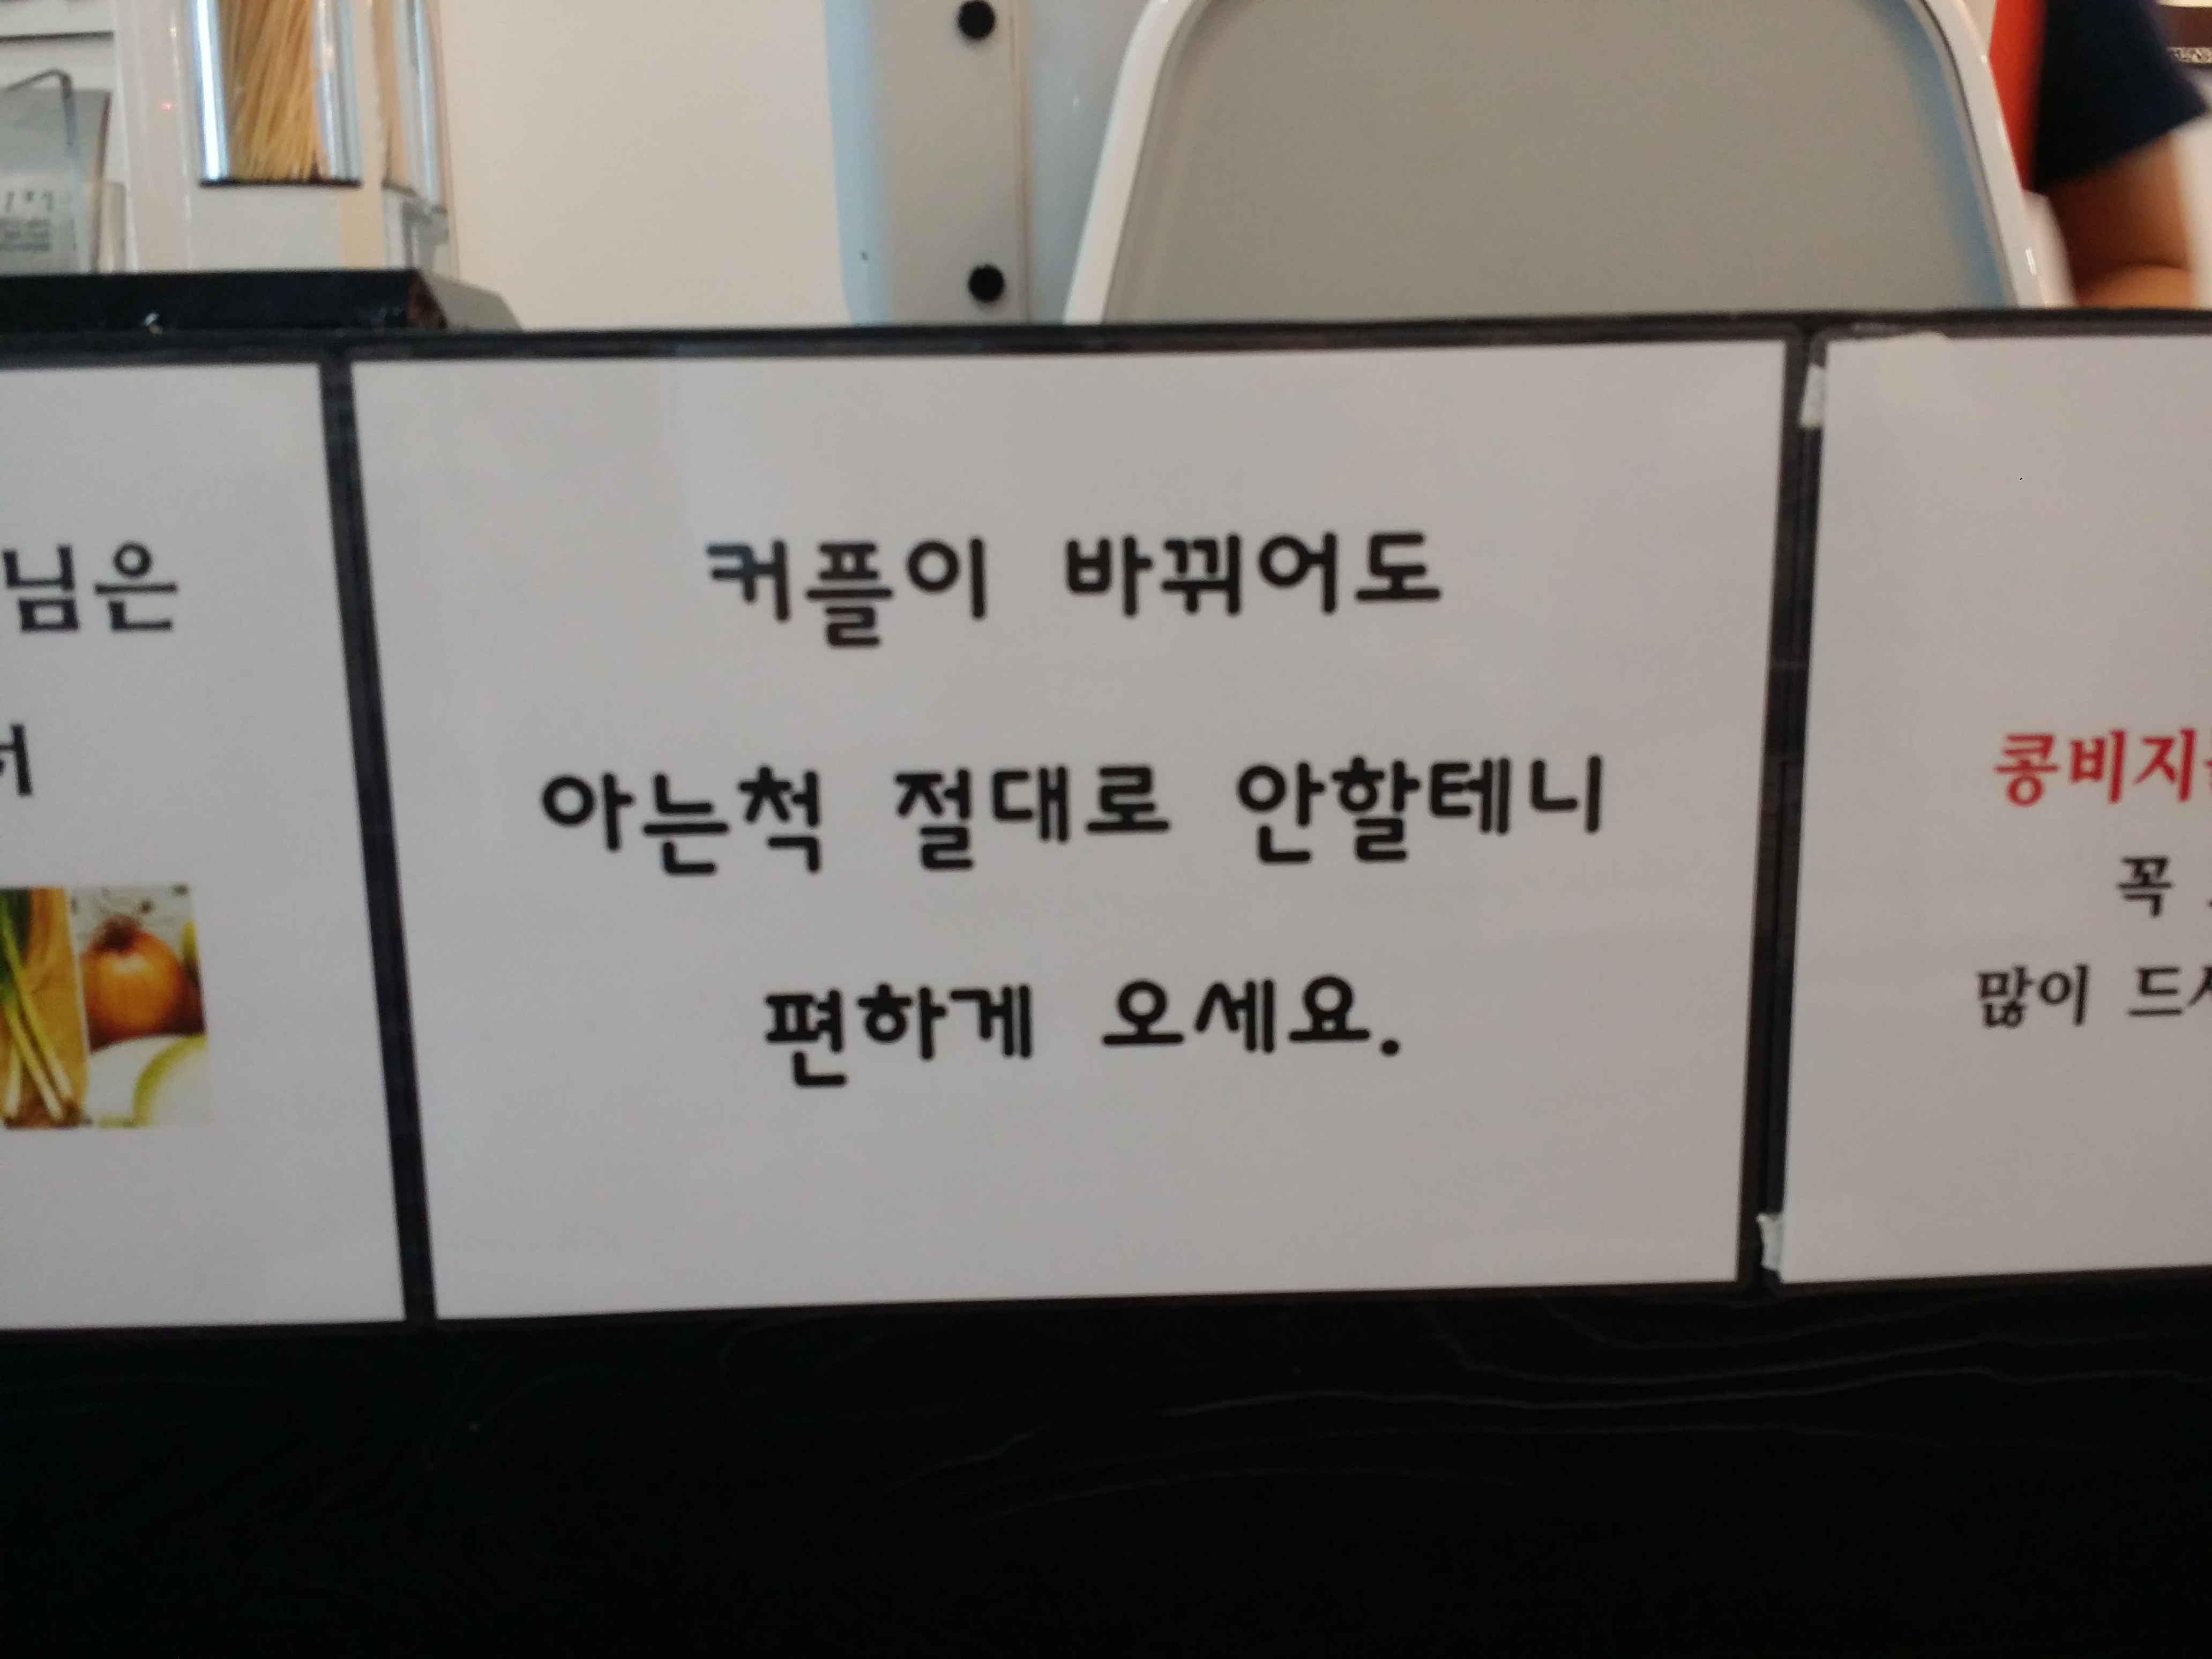 님은
커플이 바뀌어도
아는척 절대로 안할테니
편하게 오세요.
콩비지
꼭
많이